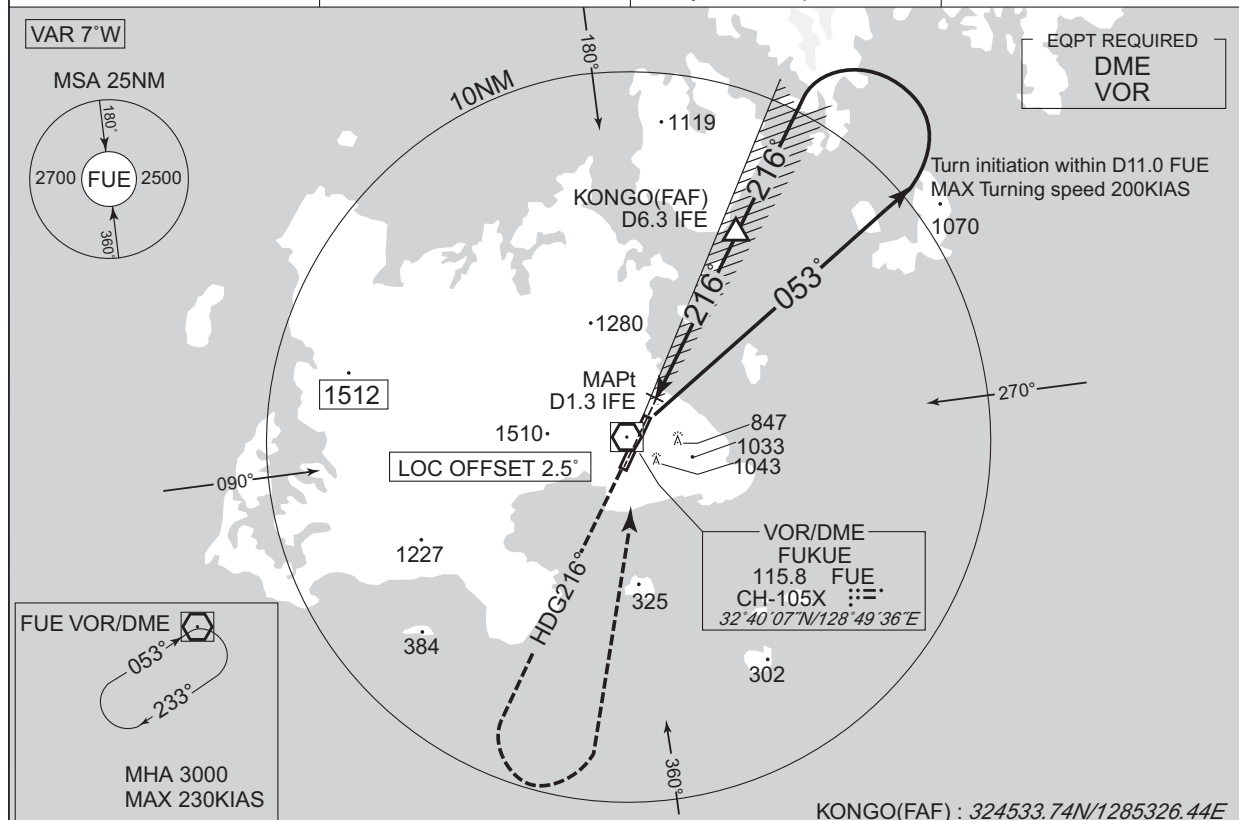 VAR 7°W
MSA 25NM
180°
2700
FUE
2500
360°
10NM
180°
EQPT REQUIRED
DME
VOR
1119
216°
KONGO(FAF)
D6.3 IFE
Turn initiation within D11.0 FUE
MAX Turning speed 200KIAS
1070
216°
053°
1280
1512
MAPt
D1.3 IFE
270°
1510
847
1033
1043
LOC OFFSET 2.5°
090°
VOR/DME
FUKUE
115.8 FUE
CH-105X
32°40′07″N/128°49′36″E
1227
HDG216°
325
384
302
FUE VOR/DME
053°
233°
MHA 3000
MAX 230KIAS
360°
KONGO(FAF) : 324533.74N/1285326.44E